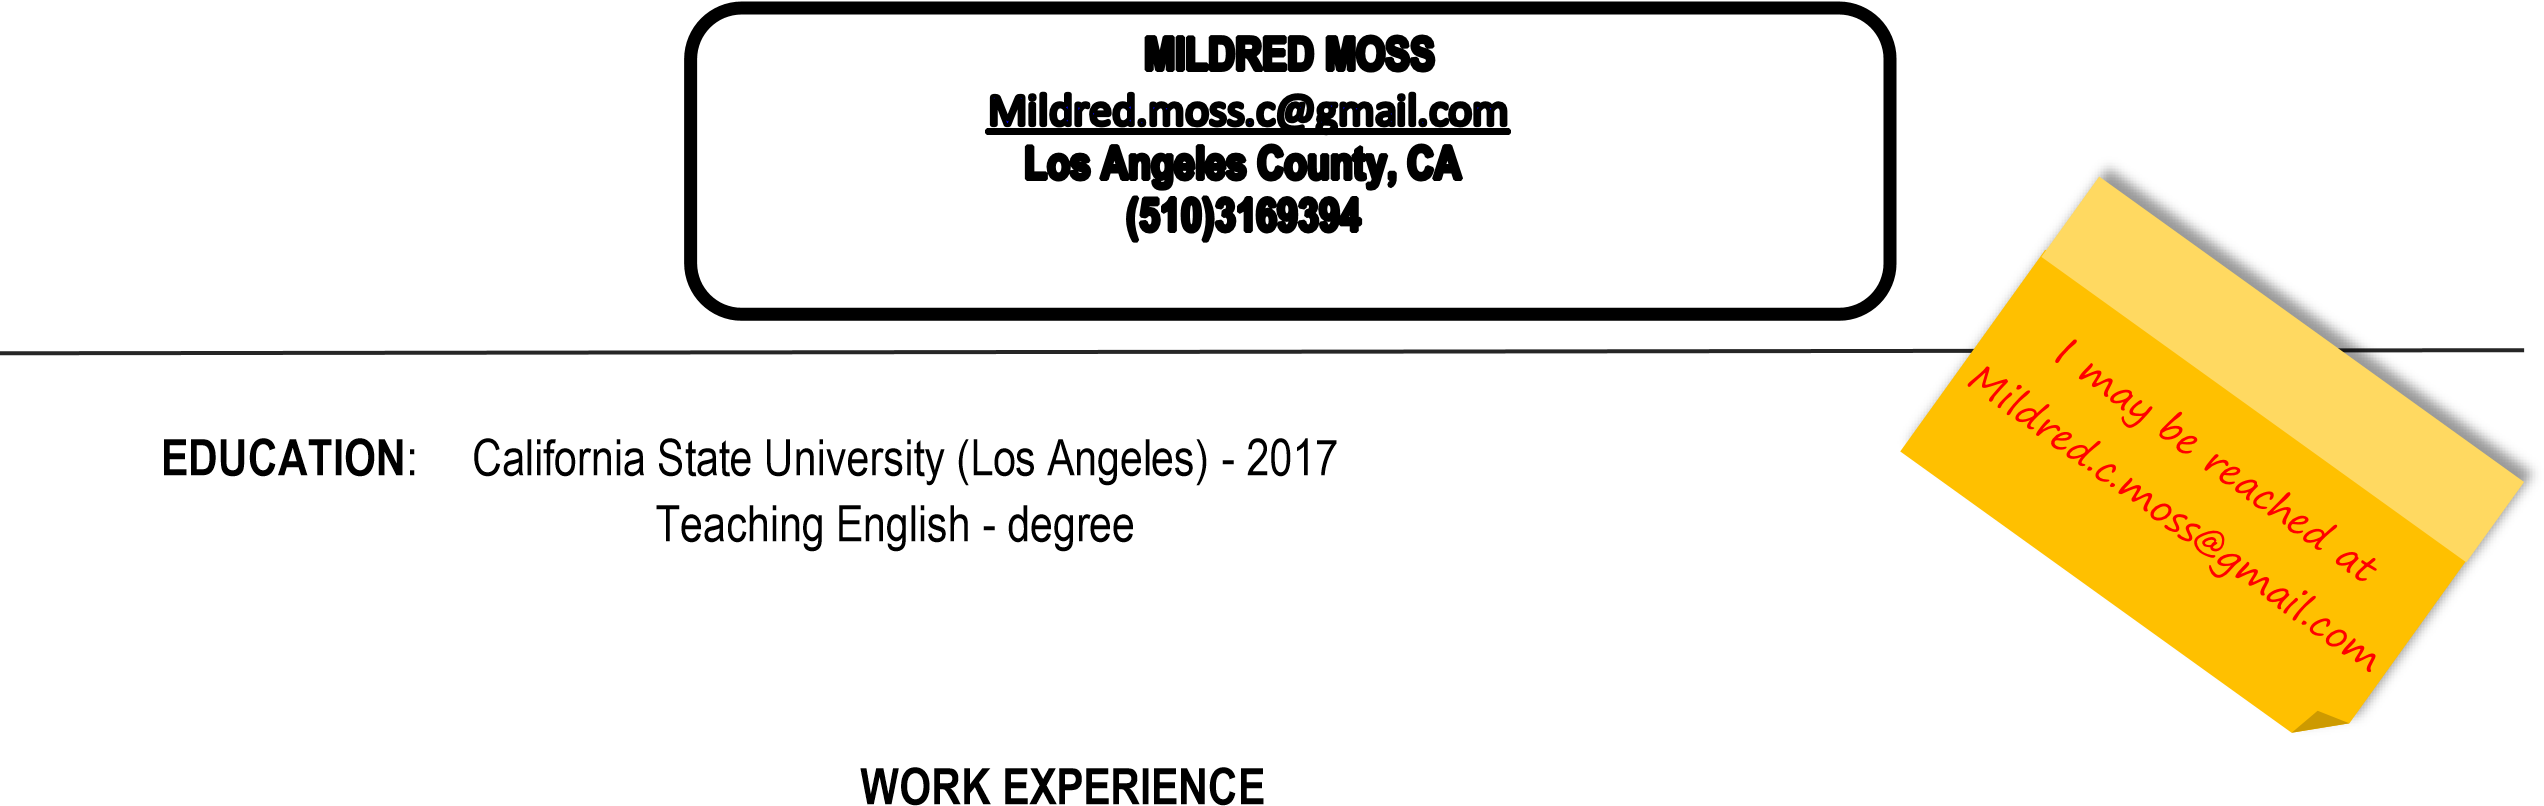 MILDRED MOSS
Mildred.moss.c@gmail.com
Los Angeles County, CA
(510)3169394
I may be reached at
Mildred.c.moss@gmail.com
EDUCATION: California State University (Los Angeles) - 2017
Teaching English - degree
WORK EXPERIENCE